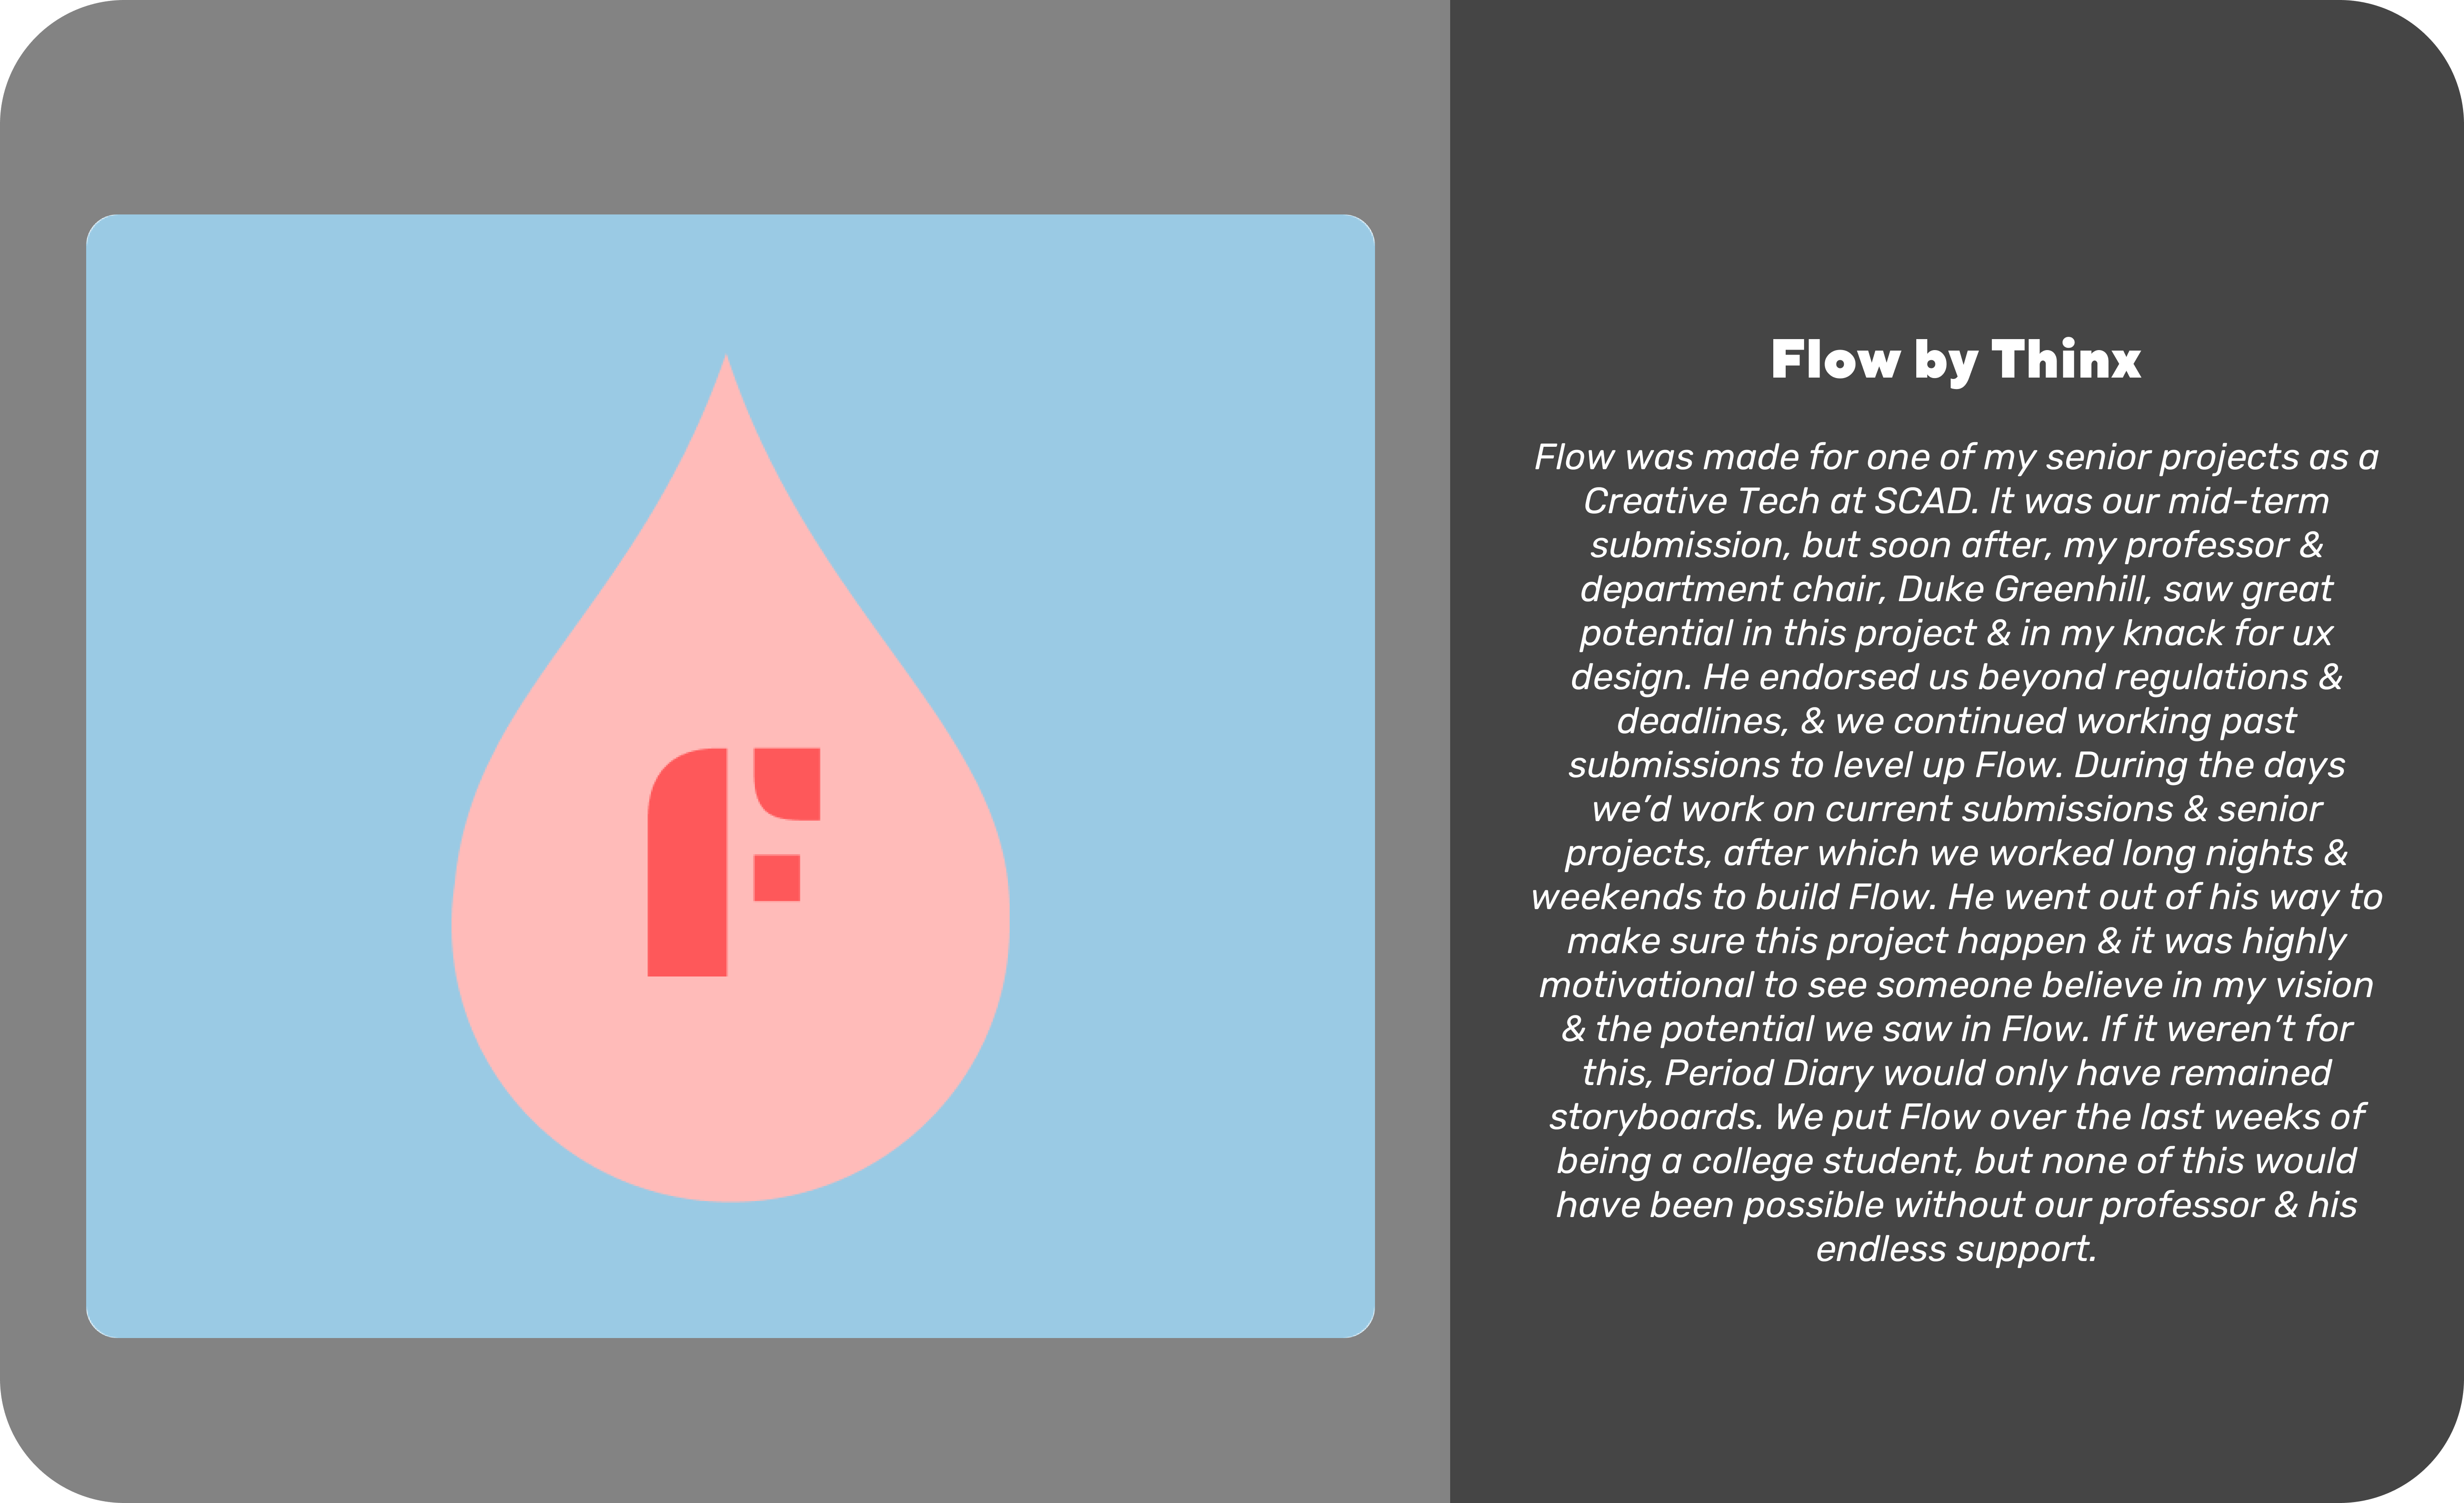 F
Flow by Thinx
Flow was made for one of my senior projects as a
Creative Tech at SCAD. It was our mid-term
submission, but soon after, my professor &
department chair, Duke Greenhill, saw great
potential in this project & in my knack for ux
design. He endorsed us beyond regulations &
deadlines, & we continued working past
submissions to level up Flow. During the days
we’d work on current submissions & senior
projects, after which we worked long nights &
weekends to build Flow. He went out of his way to
make sure this project happen & it was highly
motivational to see someone believe in my vision
& the potential we saw in Flow. If it weren’t for
this, Period Diary would only have remained
storyboards. We put Flow over the last weeks of
being a college student, but none of this would
have been possible without our professor & his
endless support.